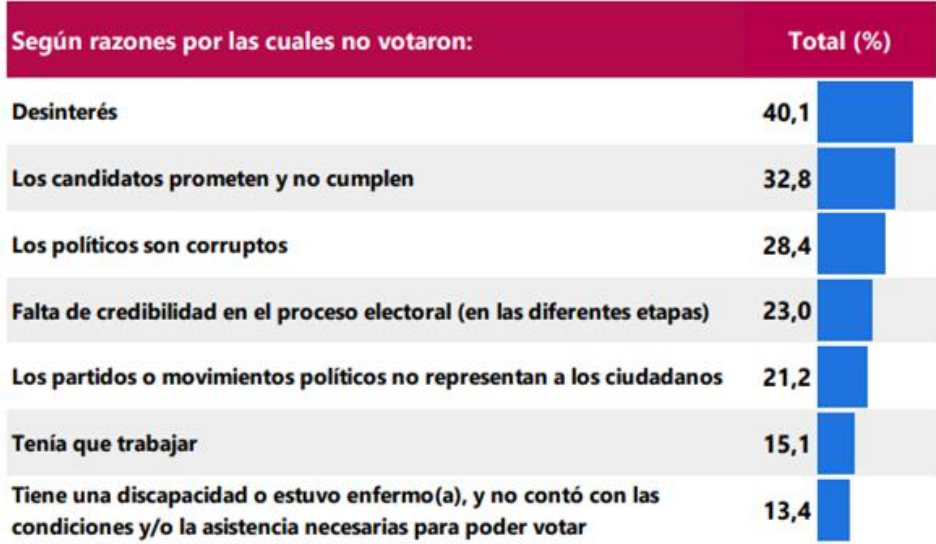 Según razones por las cuales no votaron: Total (%)
Desinterés 40,1
Los candidatos prometen y no cumplen 32,8
Los políticos son corruptos 28,4
Falta de credibilidad en el proceso electoral (en las diferentes etapas) 23,0
Los partidos o movimientos políticos no representan a los ciudadanos 21,2
Tenía que trabajar 15,1
Tiene una discapacidad o estuvo enfermo(a), y no contó con las
condiciones y/o la asistencia necesarias para poder votar 13,4